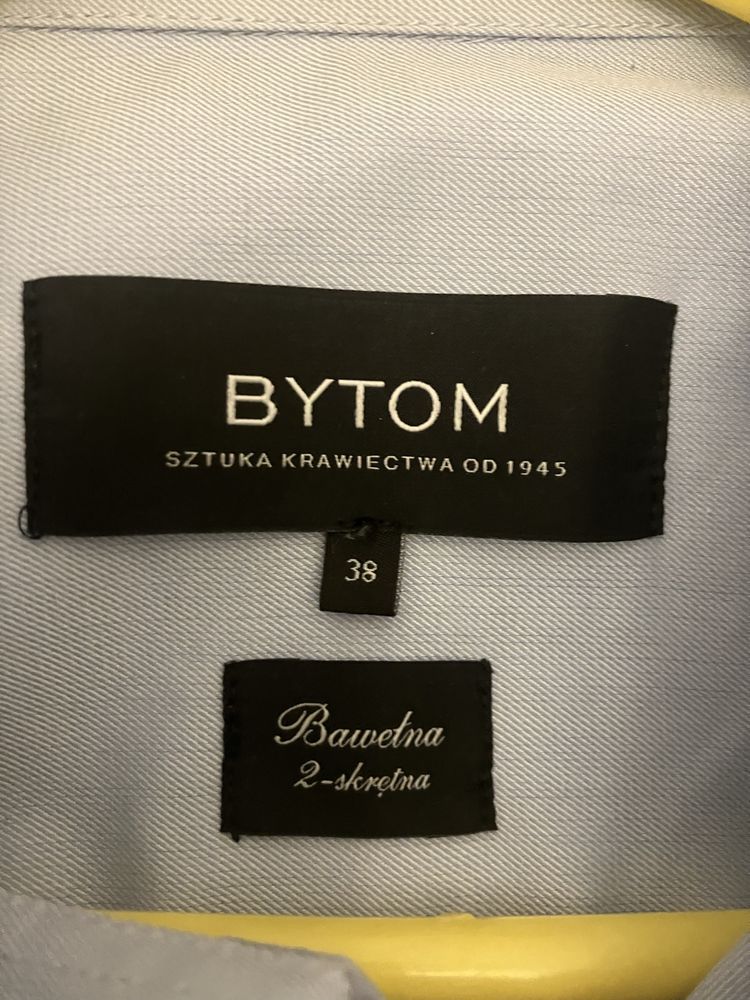 BYTOM
SZTUKA KRAWIECTWA OD 1945
38
Bawełna
2-skrętna